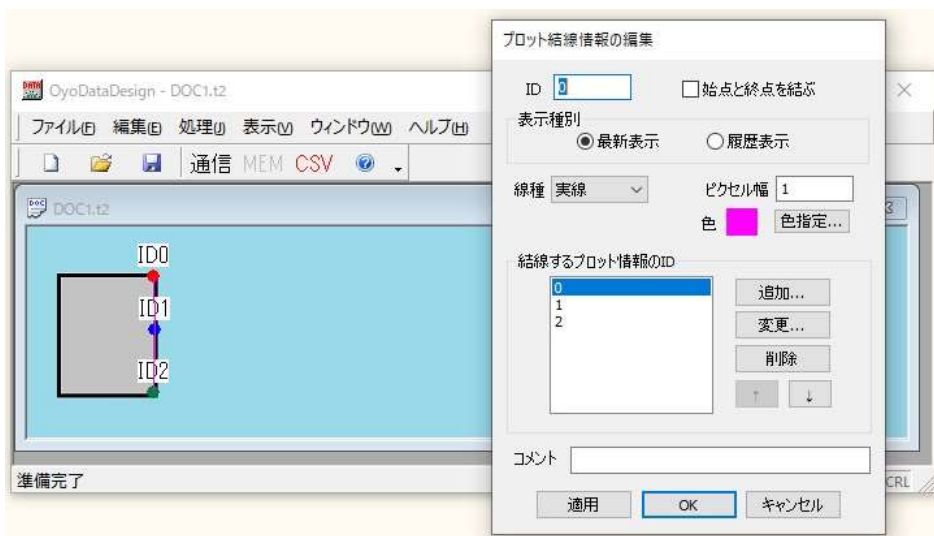 プロット結線情報の編集
DATA
OyoDataDesign - DOC1.t2
ファイル(F) 編集(E) 処理(J) 表示(V) ウィンドウ(W) ヘルプ(H)
通信 MEM CSV
DOC
DOC1.t2
ID0
ID1
ID2
準備完了
CRL
ID 0 始点と終点を結ぶ
表示種別
最新表示 履歴表示
線種 実線 ピクセル幅 1
色 色指定...
結線するプロット情報のID
0
1
2
追加...
変更...
削除
↑ ↓
コメント
適用 OK キャンセル